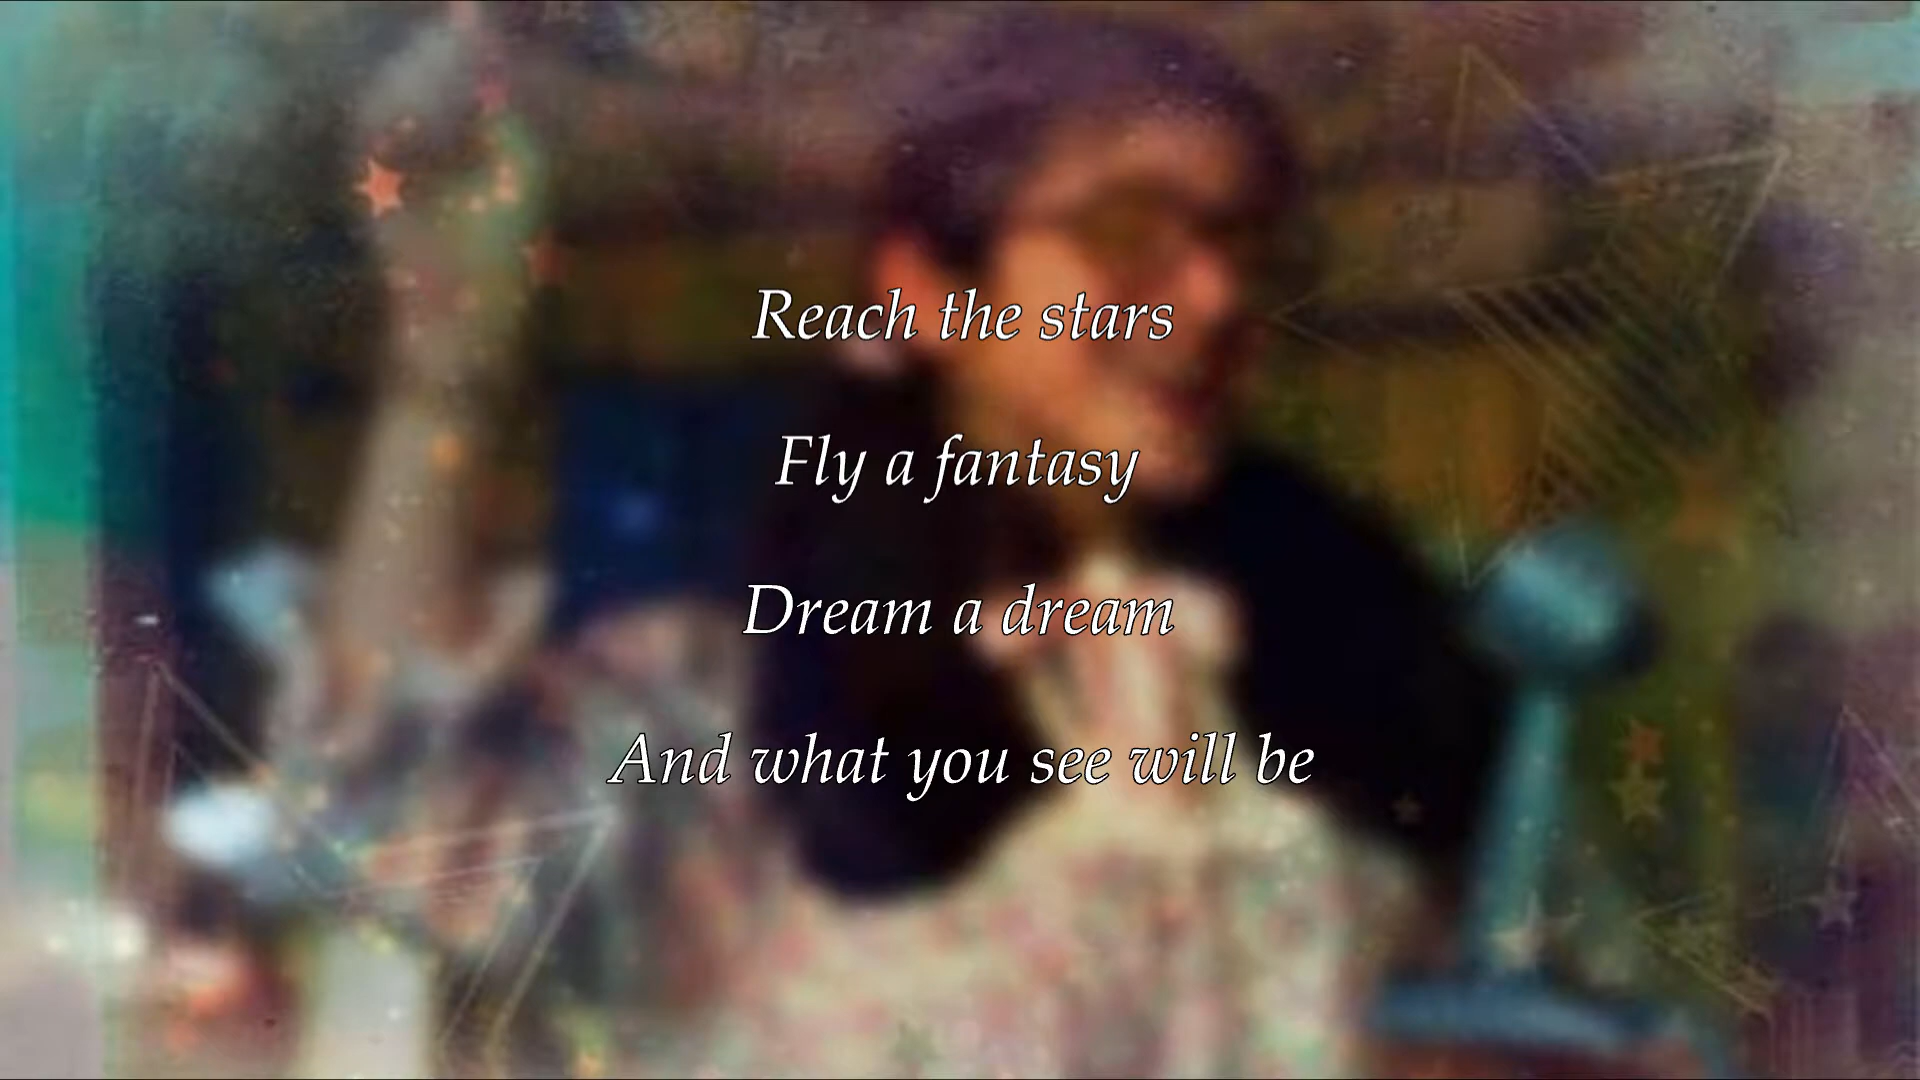 Reach the stars
Fly a fantasy
Dream a dream
And what you see will be